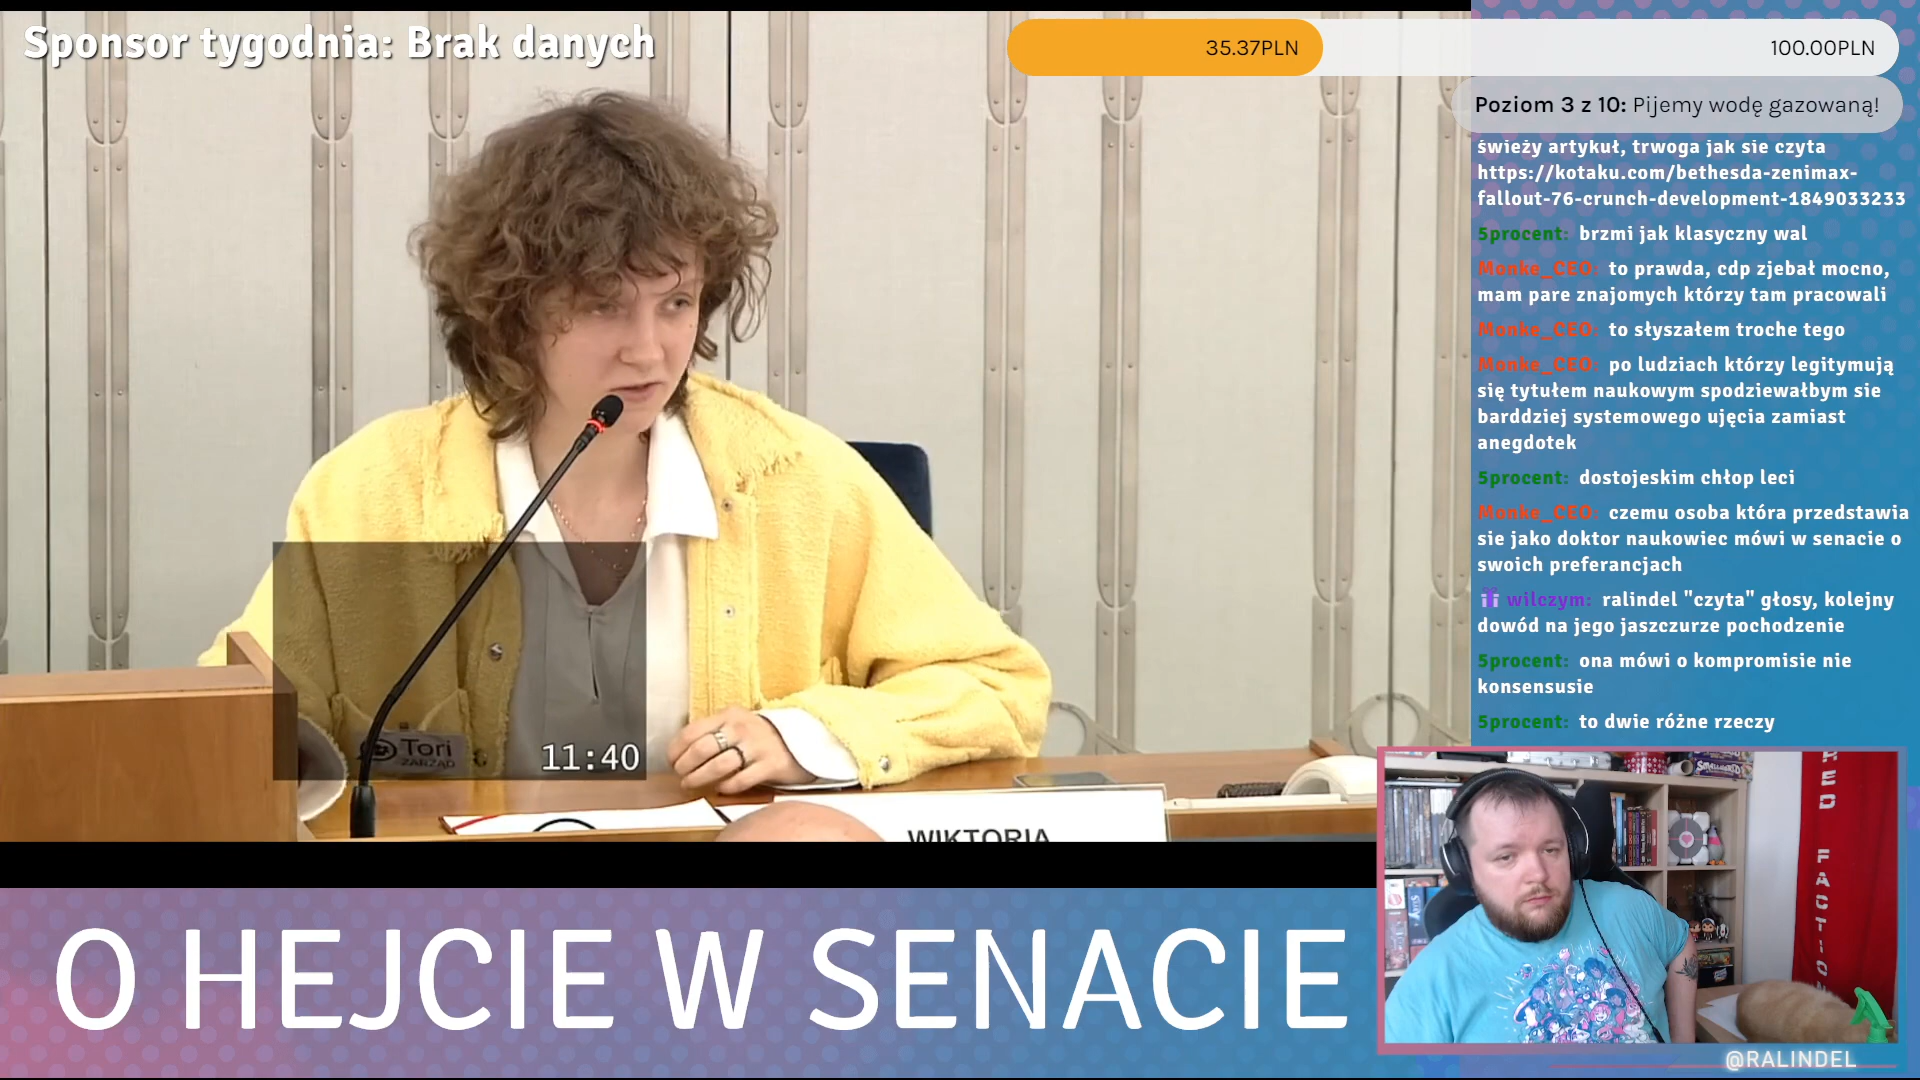 Sponsor tygodnia: Brak danych
35.37PLN
100.00PLN
Poziom 3 z 10: Pijemy wodę gazowaną!
świeży artykuł, trwoga jak sie czyta
https://kotaku.com/bethesda-zenimax-
fallout-76-crunch-development-1849033233
5procent: brzmi jak klasyczny wal
Monke_CEO: to prawda, cdp zjebał mocno,
mam pare znajomych którzy tam pracowali
Monke_CEO: to słyszałem troche tego
Monke_CEO: po ludziach którzy legitymują
się tytułem naukowym spodziewałbym sie
barddziej systemowego ujęcia zamiast
anegdotek
5procent: dostojeskim chłop leci
Monke_CEO: czemu osoba która przedstawia
sie jako doktor naukowiec mówi w senacie o
swoich preferancjach
wilczym: ralindel "czyta" głosy, kolejny
dowód na jego jaszczurze pochodzenie
5procent: ona mówi o kompromisie nie
konsensusie
5procent: to dwie różne rzeczy
Tori
ZARZĄD
11:40
WIKTORIA
SMALLWORLD
RED FACTION
O HEJCIE W SENACIE
@RALINDEL